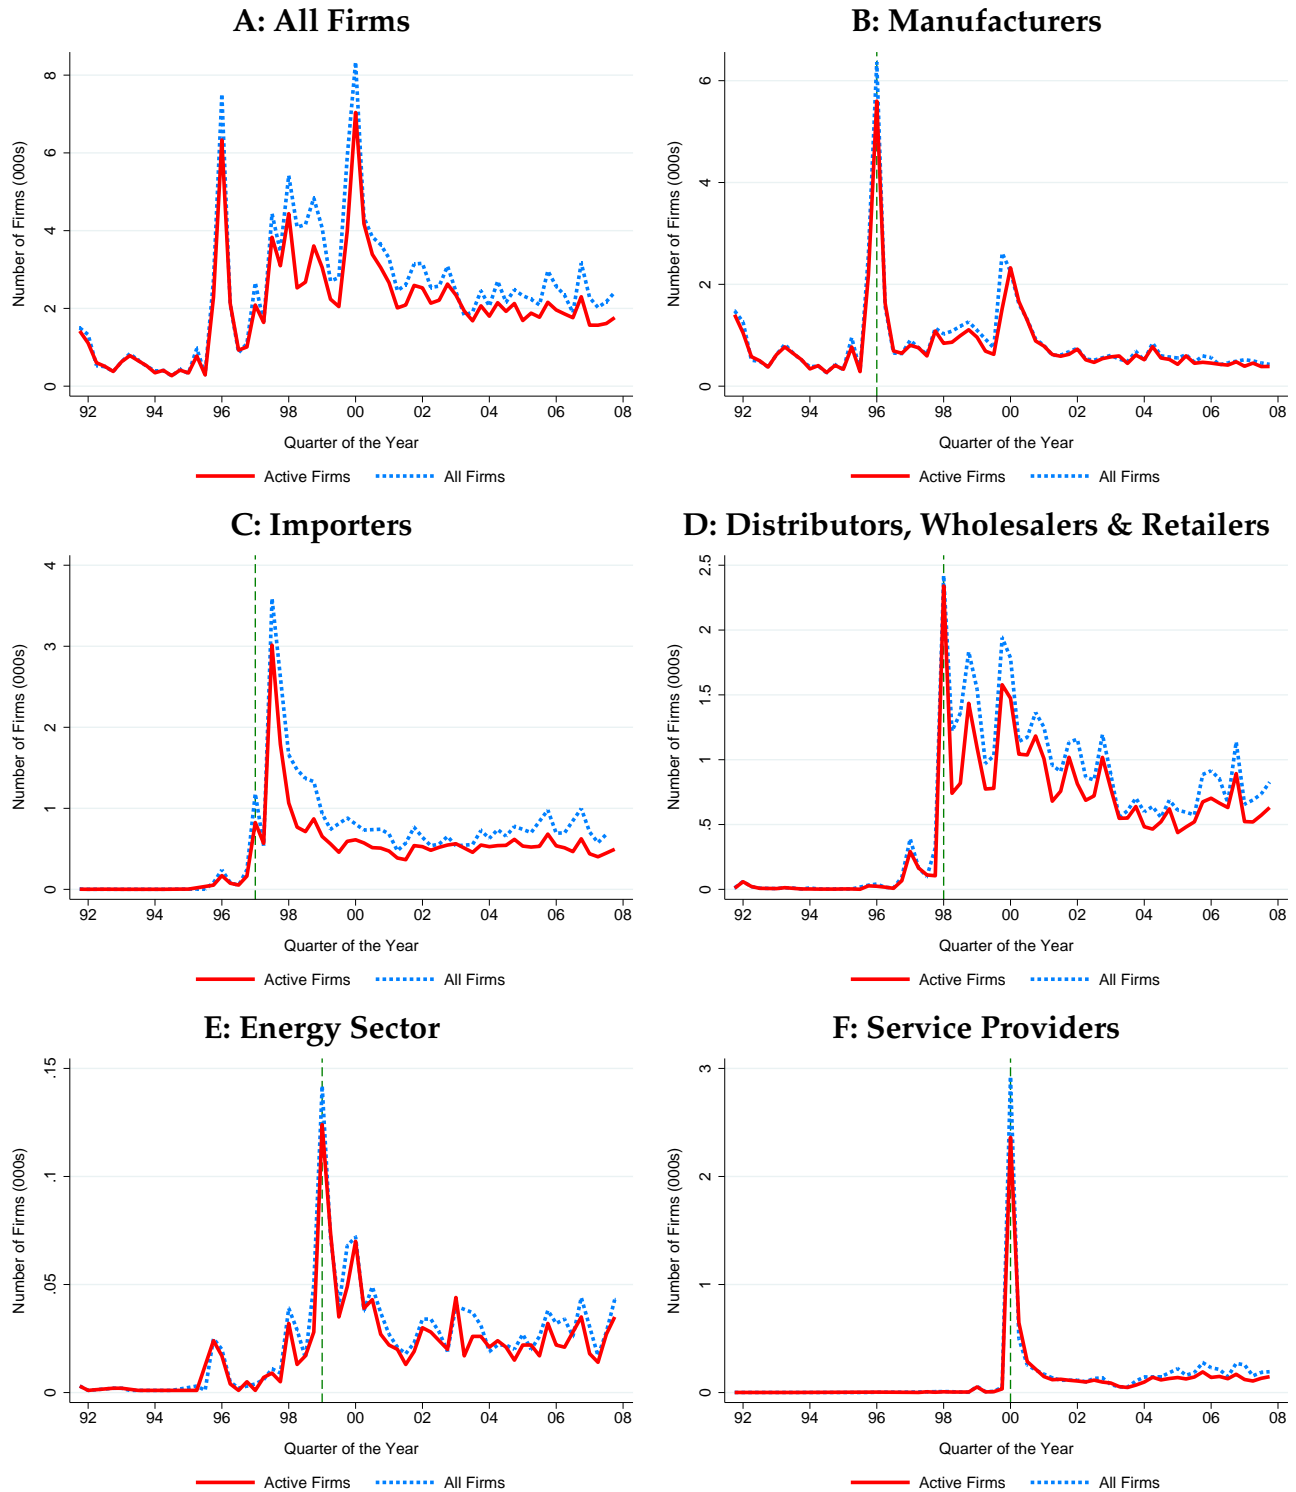 A: All Firms
Number of Firms (000s)
0 2 4 6 8
92 94 96 98 00 02 04 06 08
Quarter of the Year
Active Firms All Firms
B: Manufacturers
Number of Firms (000s)
0 2 4 6
92 94 96 98 00 02 04 06 08
Quarter of the Year
Active Firms All Firms
C: Importers
Number of Firms (000s)
0 1 2 3 4
92 94 96 98 00 02 04 06 08
Quarter of the Year
Active Firms All Firms
D: Distributors, Wholesalers & Retailers
Number of Firms (000s)
0 .5 1 1.5 2 2.5
92 94 96 98 00 02 04 06 08
Quarter of the Year
Active Firms All Firms
E: Energy Sector
Number of Firms (000s)
0 .05 .1 .15
92 94 96 98 00 02 04 06 08
Quarter of the Year
Active Firms All Firms
F: Service Providers
Number of Firms (000s)
0 1 2 3
92 94 96 98 00 02 04 06 08
Quarter of the Year
Active Firms All Firms